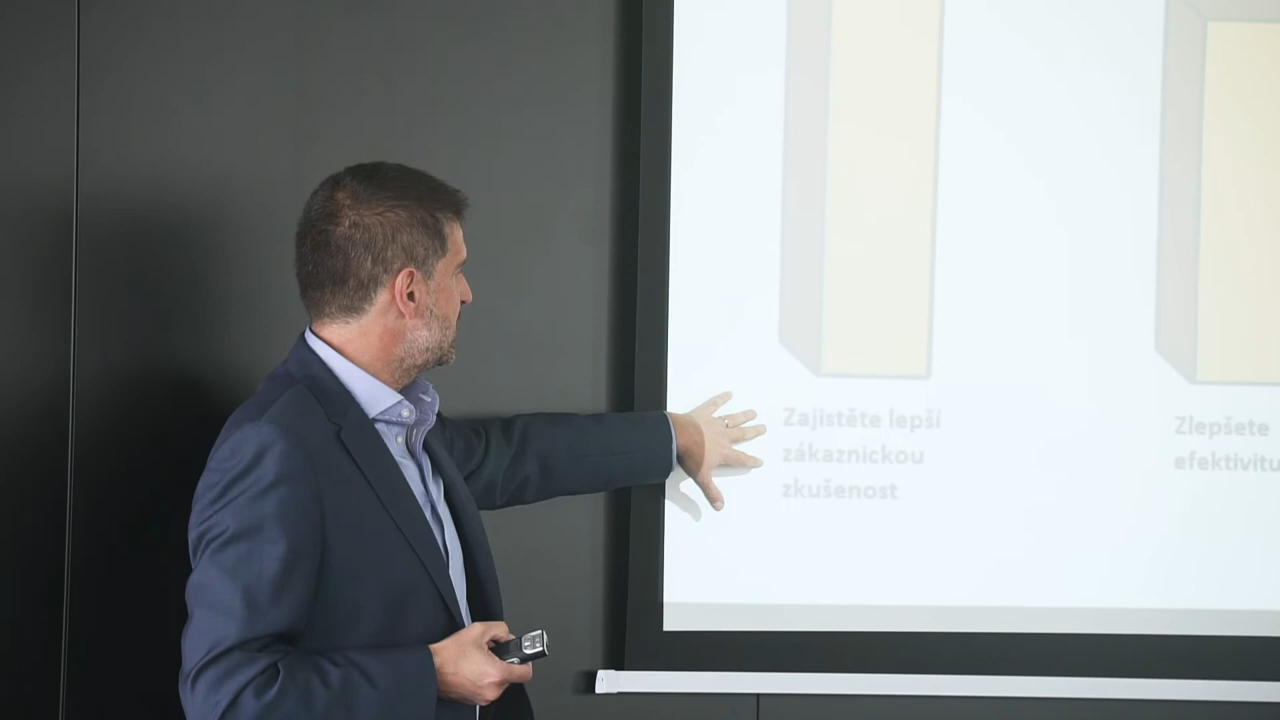 Zajistěte lepší
zákaznickou
zkušenost
Zlepšete
efektivitu